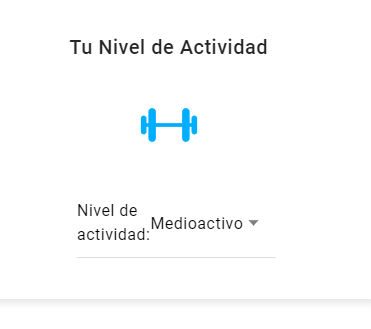 Tu Nivel de Actividad
Nivel de
actividad:
Medioactivo